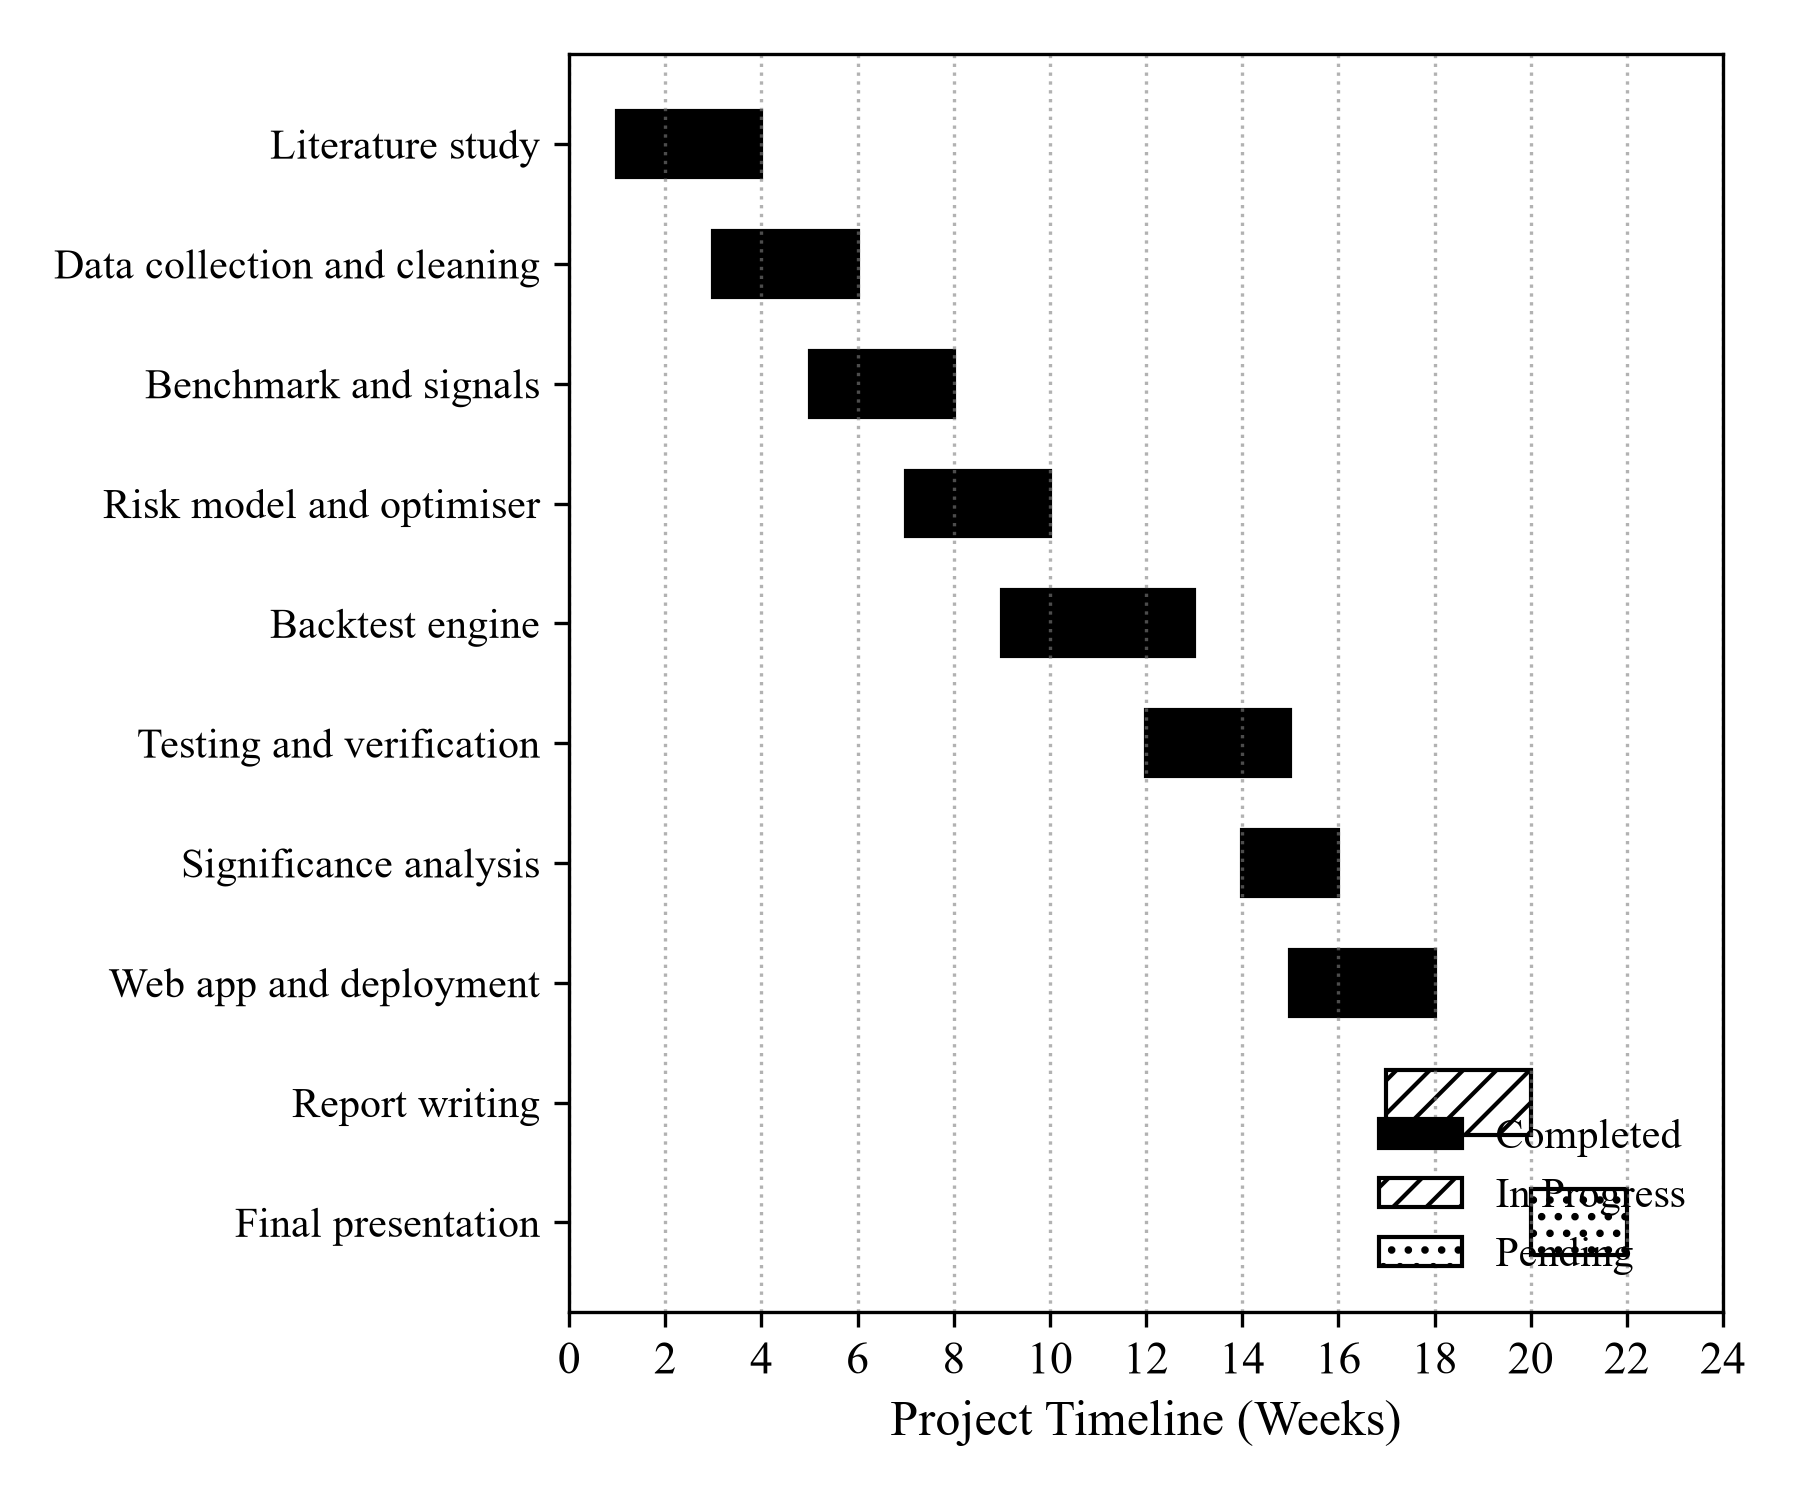 Literature study
Data collection and cleaning
Benchmark and signals
Risk model and optimiser
Backtest engine
Testing and verification
Significance analysis
Web app and deployment
Report writing
Final presentation
Completed
In Progress
Pending
0 2 4 6 8 10 12 14 16 18 20 22 24
Project Timeline (Weeks)